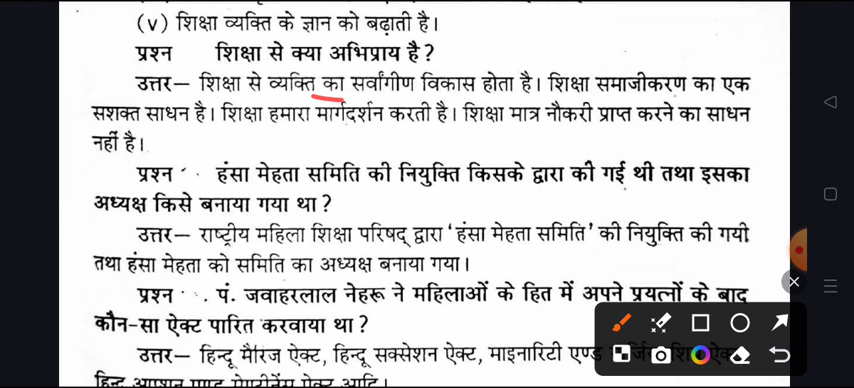 (v) शिक्षा व्यक्ति के ज्ञान को बढ़ाती है।
प्रश्न शिक्षा से क्या अभिप्राय है?
उत्तर— शिक्षा से व्यक्ति का सर्वांगीण विकास होता है। शिक्षा समाजीकरण का एक
सशक्त साधन है। शिक्षा हमारा मार्गदर्शन करती है। शिक्षा मात्र नौकरी प्राप्त करने का साधन
नहीं है।
प्रश्न हंसा मेहता समिति की नियुक्ति किसके द्वारा की गई थी तथा इसका
अध्यक्ष किसे बनाया गया था?
उत्तर— राष्ट्रीय महिला शिक्षा परिषद् द्वारा 'हंसा मेहता समिति' की नियुक्ति की गयी
तथा हंसा मेहता को समिति का अध्यक्ष बनाया गया।
प्रश्न पं. जवाहरलाल नेहरू ने महिलाओं के हित में अपने प्रयत्नों के बाद
कौन-सा ऐक्ट पारित करवाया था?
उत्तर— हिन्दू मैरिज ऐक्ट, हिन्दू सक्सेशन ऐक्ट, माइनारिटी एण्ड